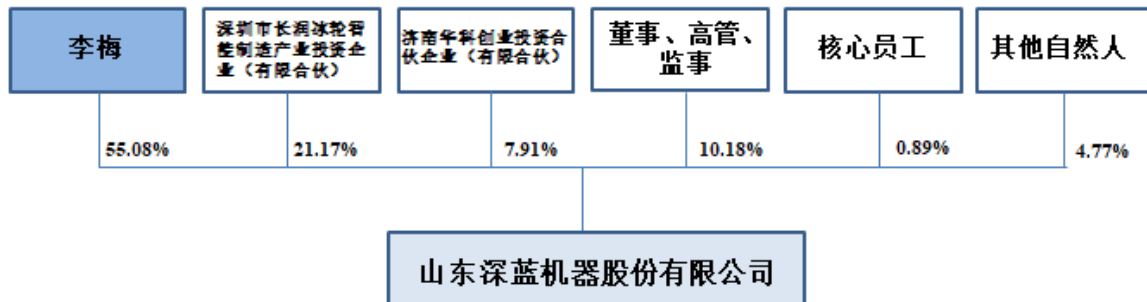 李梅
深圳市长润冰轮智
能制造产业投资企
业（有限合伙）
济南华科创业投资合
伙企业（有限合伙）
董事、高管、
监事
核心员工
其他自然人
55.08%
21.17%
7.91%
10.18%
0.89%
4.77%
山东深蓝机器股份有限公司